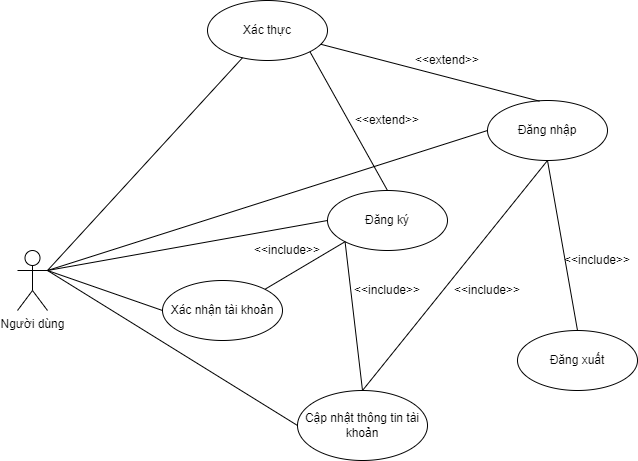 Xác thực
<<extend>>
<<extend>>
Đăng nhập
Đăng ký
<<include>>
<<include>>
<<include>>
<<include>>
Xác nhận tài khoản
Người dùng
Đăng xuất
Cập nhật thông tin tài
khoản